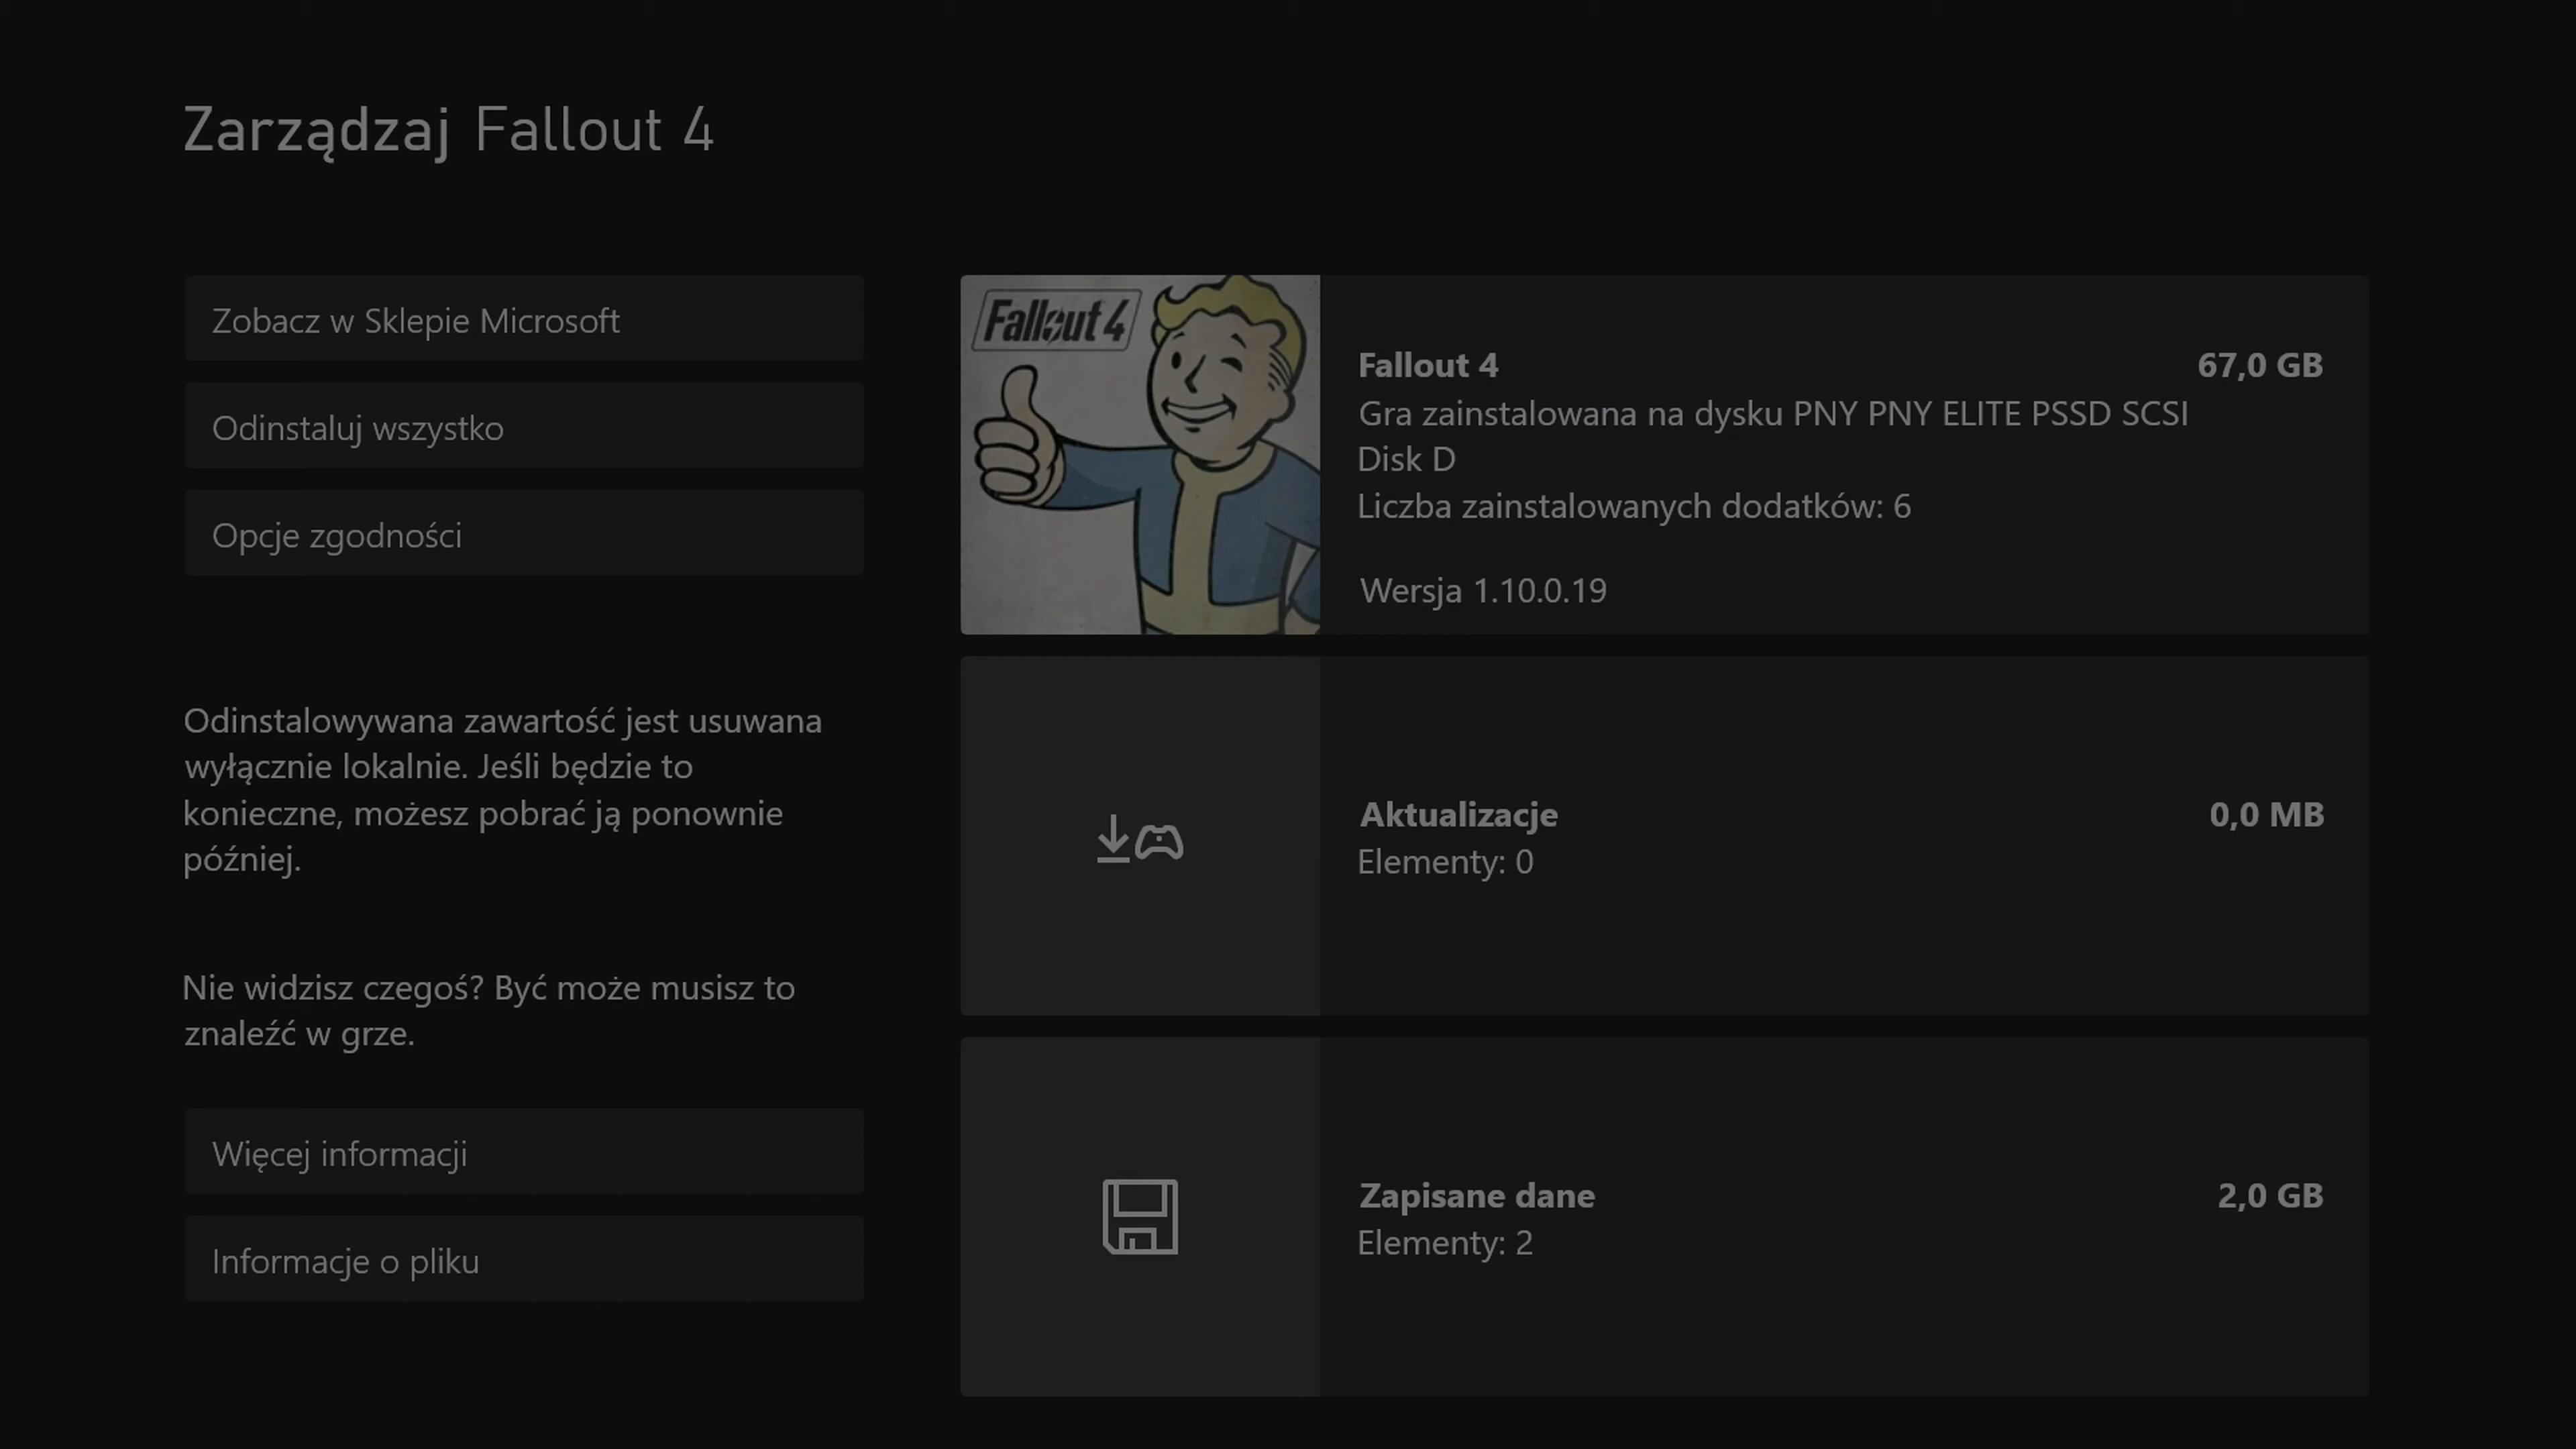 Zarządzaj Fallout 4
Zobacz w Sklepie Microsoft
Odinstaluj wszystko
Opcje zgodności
Odinstalowywana zawartość jest usuwana
wyłącznie lokalnie. Jeśli będzie to
konieczne, możesz pobrać ją ponownie
później.
Nie widzisz czegoś? Być może musisz to
znaleźć w grze.
Więcej informacji
Informacje o pliku
Fallout 4
Fallout 4
67,0 GB
Gra zainstalowana na dysku PNY PNY ELITE PSSD SCSI
Disk D
Liczba zainstalowanych dodatków: 6
Wersja 1.10.0.19
Aktualizacje
0,0 MB
Elementy: 0
Zapisane dane
2,0 GB
Elementy: 2